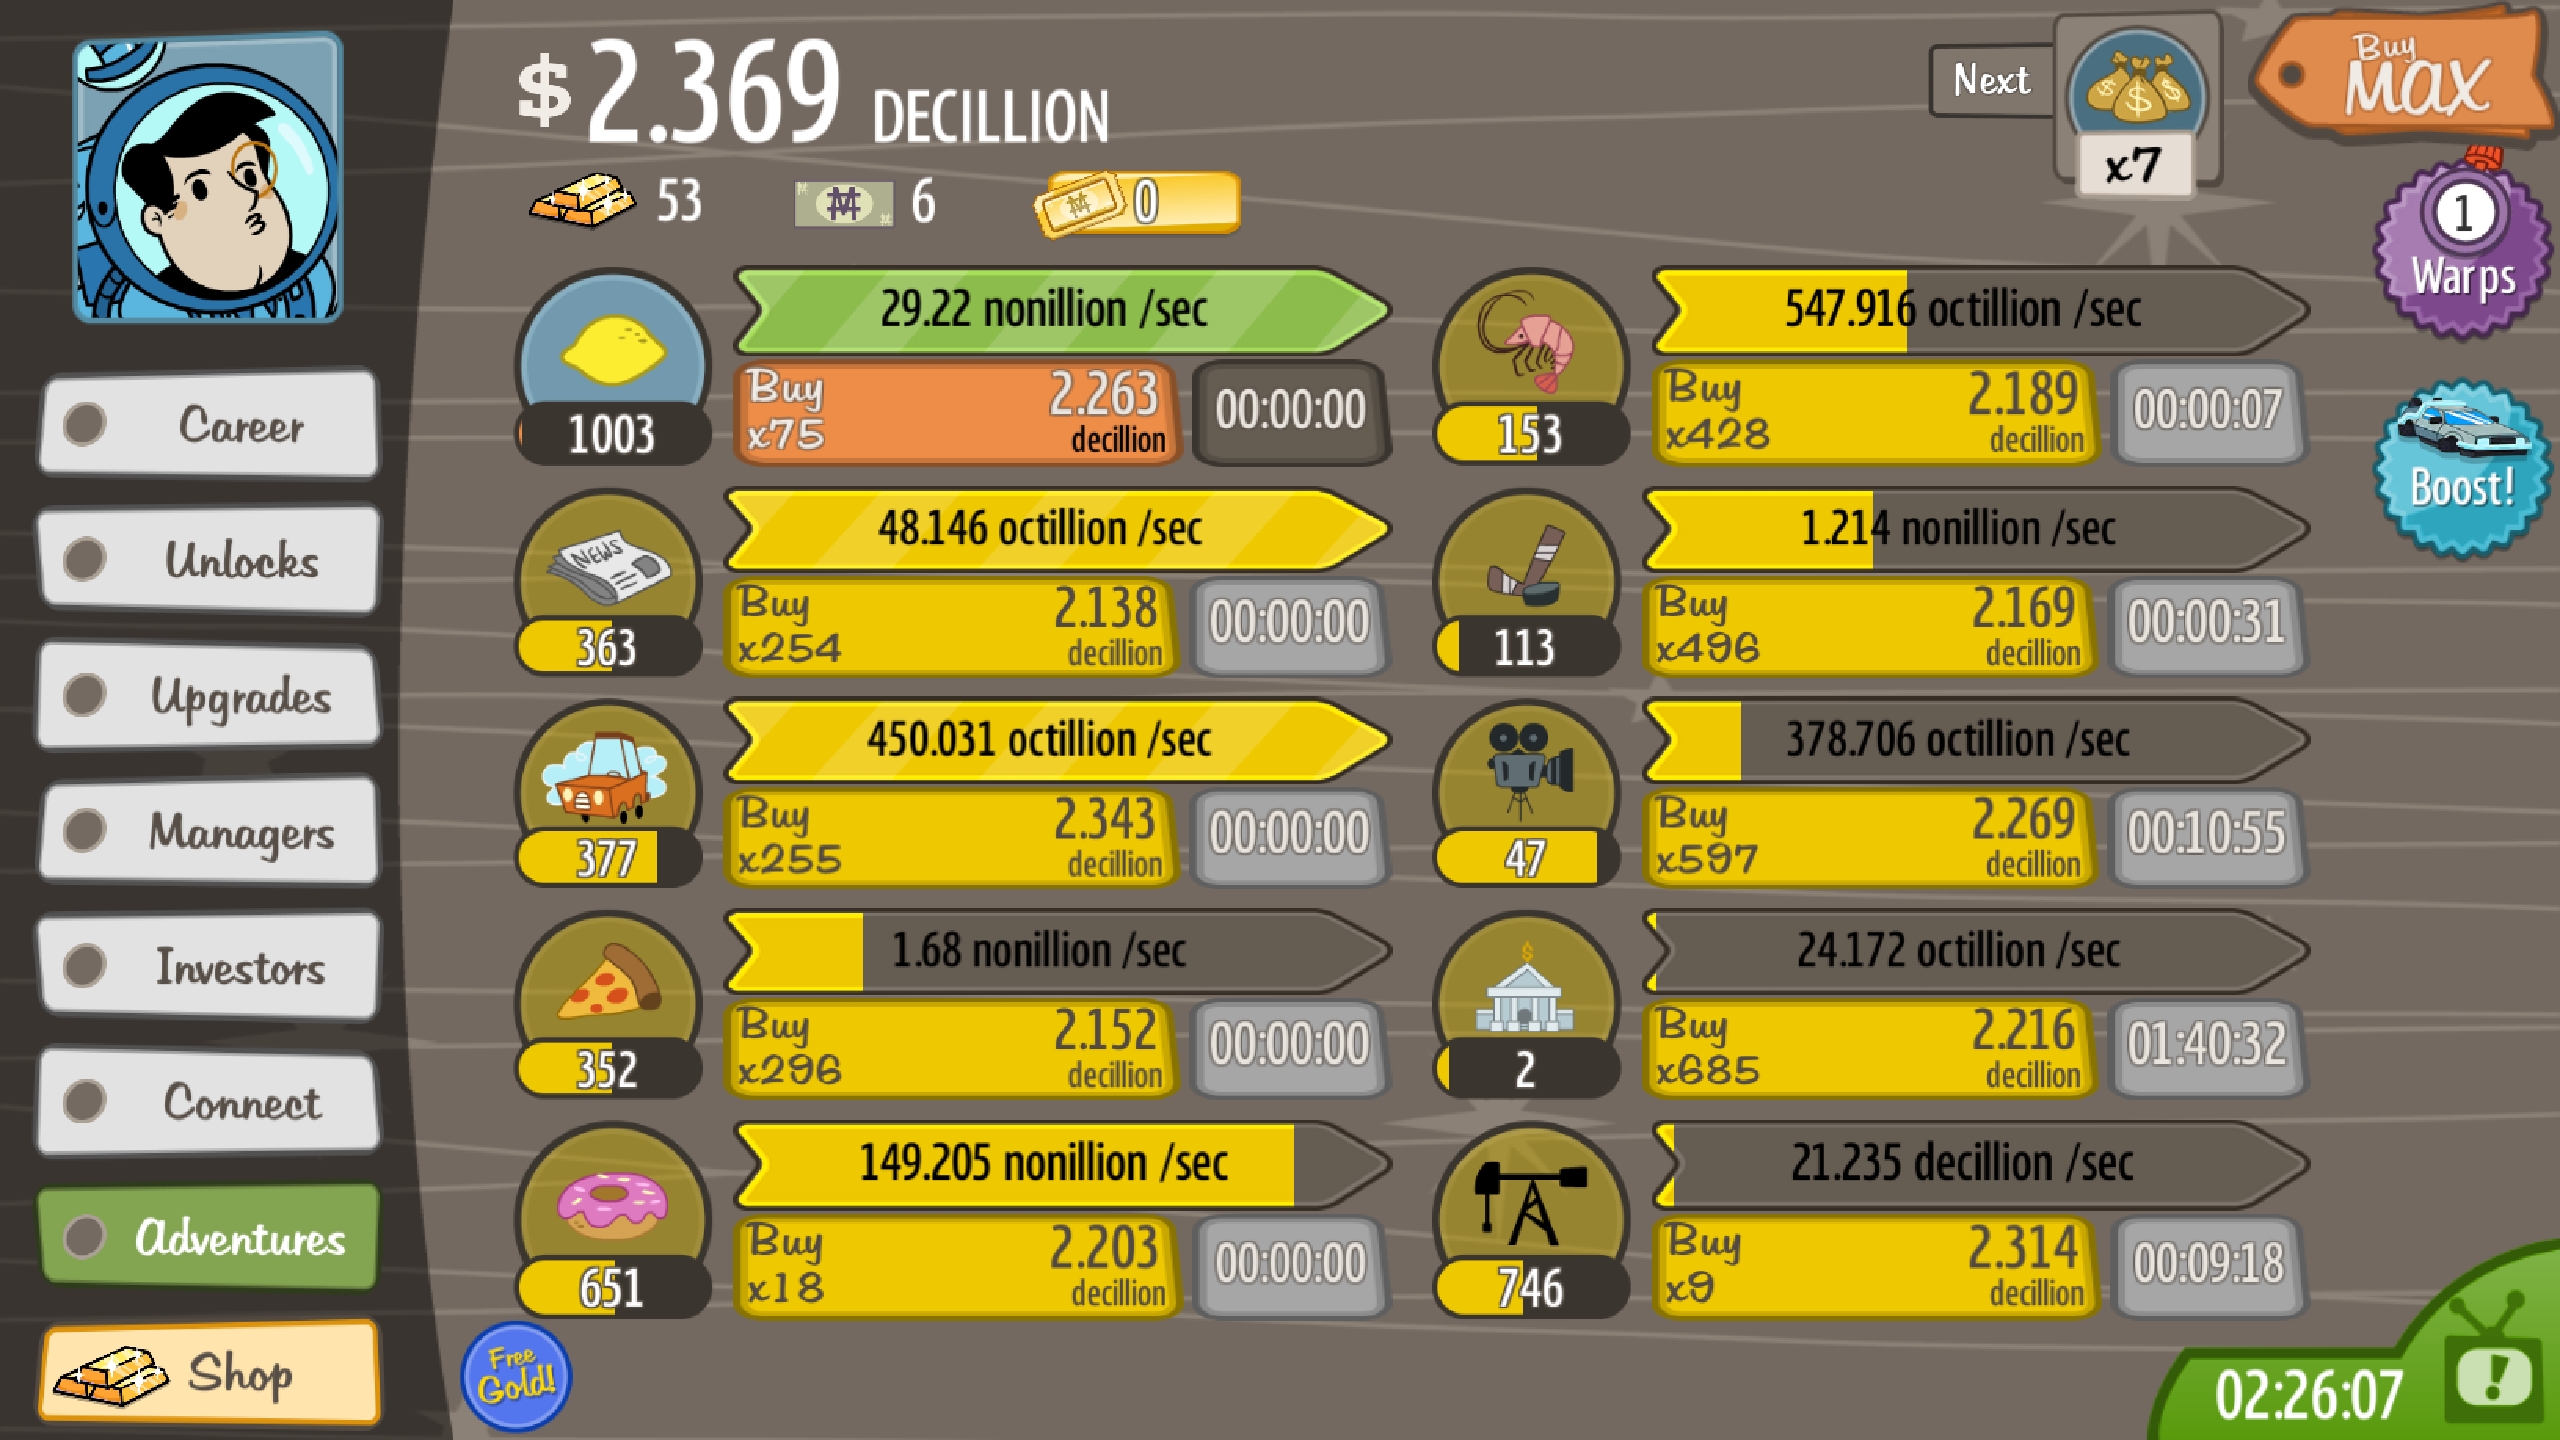 $2.369 DECILLION
Next
x7
Buy
MAX
53
6
0
1
Warps
Boost!
Career
Unlocks
Upgrades
Managers
Investors
Connect
Adventures
Shop
29.22 nonillion /sec
1003
Buy
x75
2.263
decillion
00:00:00
NEWS
48.146 octillion /sec
363
Buy
x254
2.138
decillion
00:00:00
450.031 octillion /sec
377
Buy
x255
2.343
decillion
00:00:00
1.68 nonillion /sec
352
Buy
x296
2.152
decillion
00:00:00
149.205 nonillion /sec
651
Buy
x18
2.203
decillion
00:00:00
547.916 octillion /sec
153
Buy
x428
2.189
decillion
00:00:07
1.214 nonillion /sec
113
Buy
x496
2.169
decillion
00:00:31
378.706 octillion /sec
47
Buy
x597
2.269
decillion
00:10:55
24.172 octillion /sec
2
Buy
x685
2.216
decillion
01:40:32
21.235 decillion /sec
746
Buy
x9
2.314
decillion
00:09:18
Free
Gold!
02:26:07
!